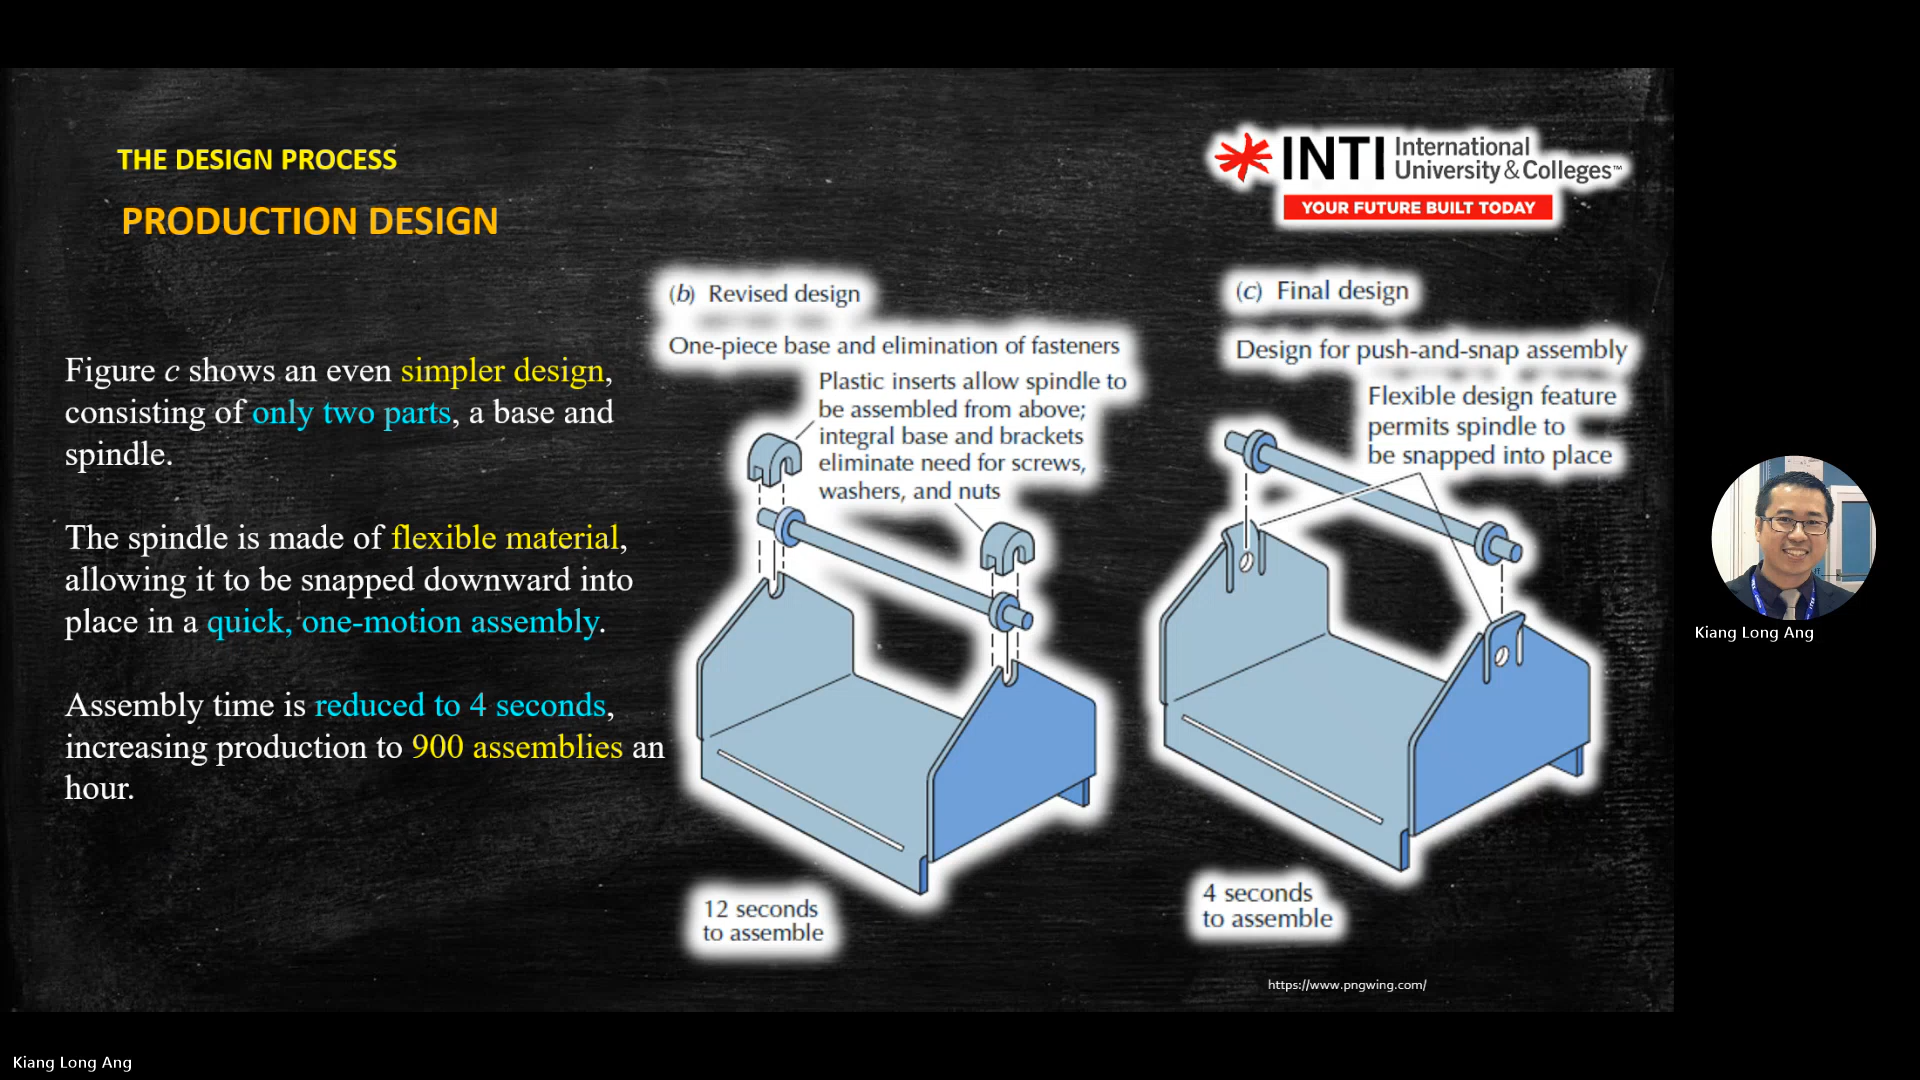 THE DESIGN PROCESS
PRODUCTION DESIGN
INTI International
University & Colleges™
YOUR FUTURE BUILT TODAY
Figure c shows an even simpler design,
consisting of only two parts, a base and
spindle.
The spindle is made of flexible material,
allowing it to be snapped downward into
place in a quick, one-motion assembly.
Assembly time is reduced to 4 seconds,
increasing production to 900 assemblies an
hour.
(b) Revised design
One-piece base and elimination of fasteners
Plastic inserts allow spindle to
be assembled from above;
integral base and brackets
eliminate need for screws,
washers, and nuts
12 seconds
to assemble
(c) Final design
Design for push-and-snap assembly
Flexible design feature
permits spindle to
be snapped into place
4 seconds
to assemble
https://www.pngwing.com/
Kiang Long Ang
Kiang Long Ang